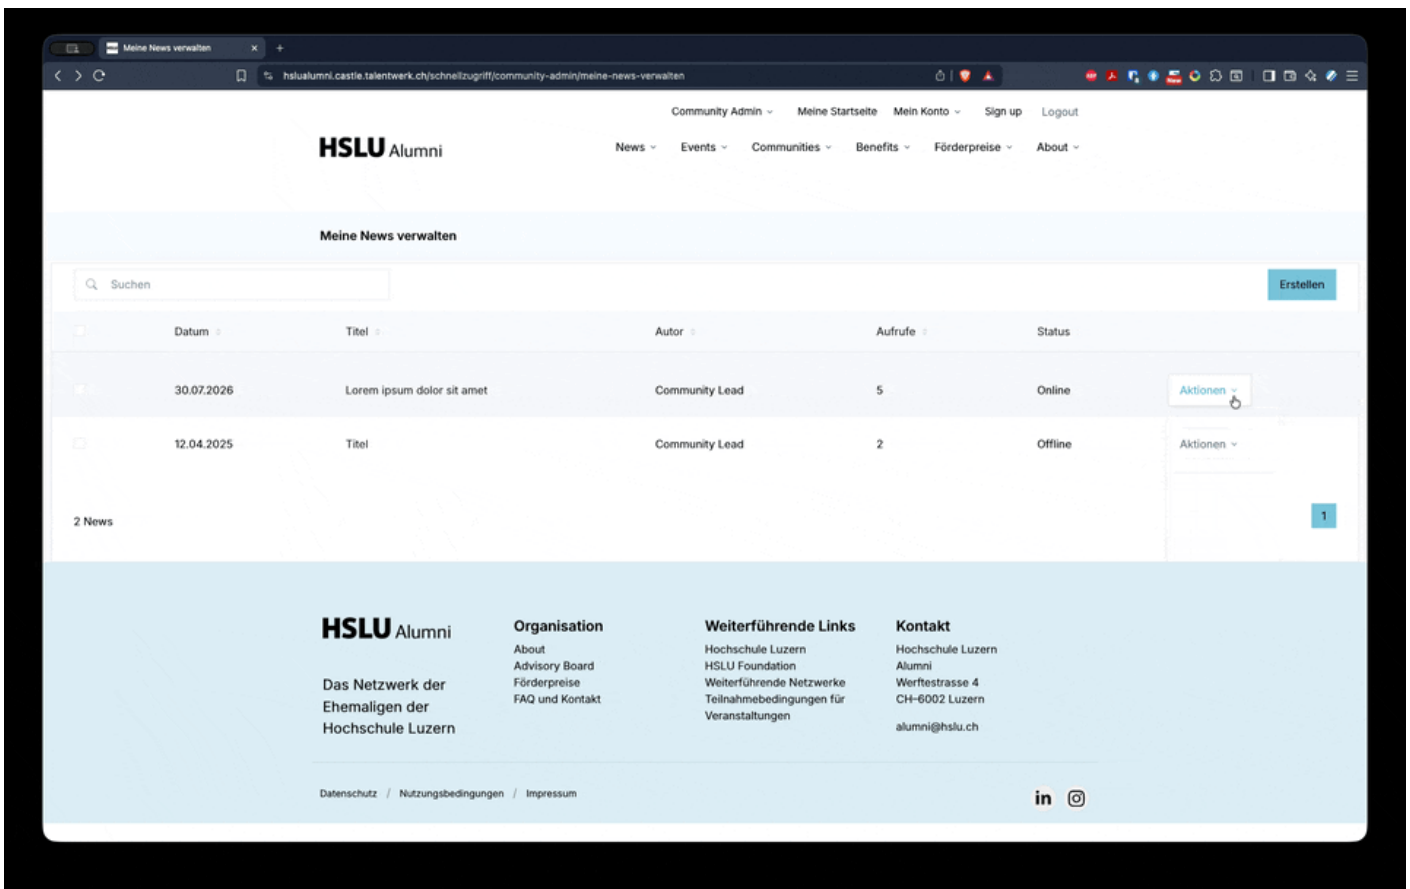 Meine News verwalten
hslualumni.castle.talentwerk.ch/schnellzugriff/community-admin/meine-news-verwalten
Community Admin Meine Startseite Mein Konto Sign up Logout
HSLU Alumni
News Events Communities Benefits Förderpreise About
Meine News verwalten
Suchen
Erstellen
Datum Titel Autor Aufrufe Status
30.07.2026 Lorem ipsum dolor sit amet Community Lead 5 Online Aktionen
12.04.2025 Titel Community Lead 2 Offline Aktionen
2 News
1
HSLU Alumni
Das Netzwerk der
Ehemaligen der
Hochschule Luzern
Organisation
About
Advisory Board
Förderpreise
FAQ und Kontakt
Weiterführende Links
Hochschule Luzern
HSLU Foundation
Weiterführende Netzwerke
Teilnahmebedingungen für
Veranstaltungen
Kontakt
Hochschule Luzern
Alumni
Werftestrasse 4
CH-6002 Luzern
alumni@hslu.ch
Datenschutz / Nutzungsbedingungen / Impressum
in